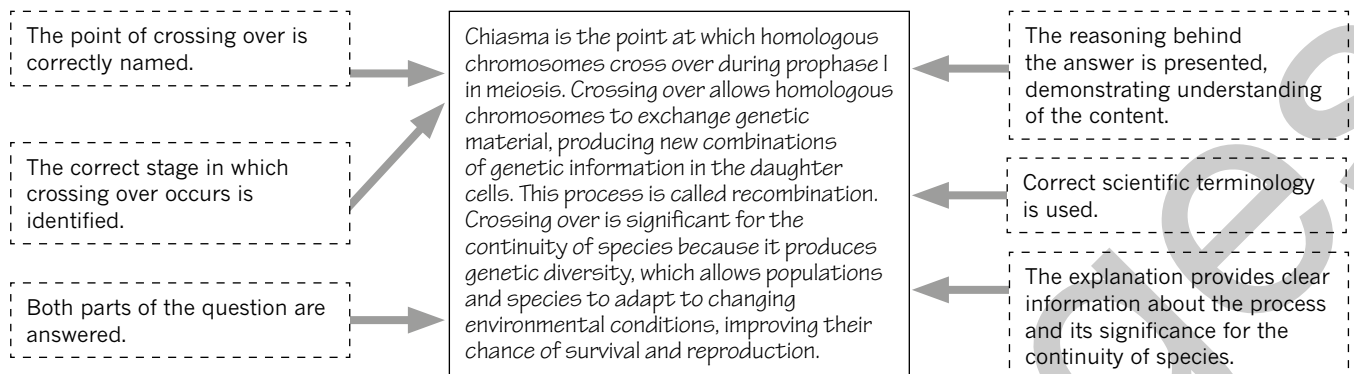 The point of crossing over is
correctly named.
The correct stage in which
crossing over occurs is
identified.
Both parts of the question are
answered.
Chiasma is the point at which homologous
chromosomes cross over during prophase I
in meiosis. Crossing over allows homologous
chromosomes to exchange genetic
material, producing new combinations
of genetic information in the daughter
cells. This process is called recombination.
Crossing over is significant for the
continuity of species because it produces
genetic diversity, which allows populations
and species to adapt to changing
environmental conditions, improving their
chance of survival and reproduction.
The reasoning behind
the answer is presented,
demonstrating understanding
of the content.
Correct scientific terminology
is used.
The explanation provides clear
information about the process
and its significance for the
continuity of species.